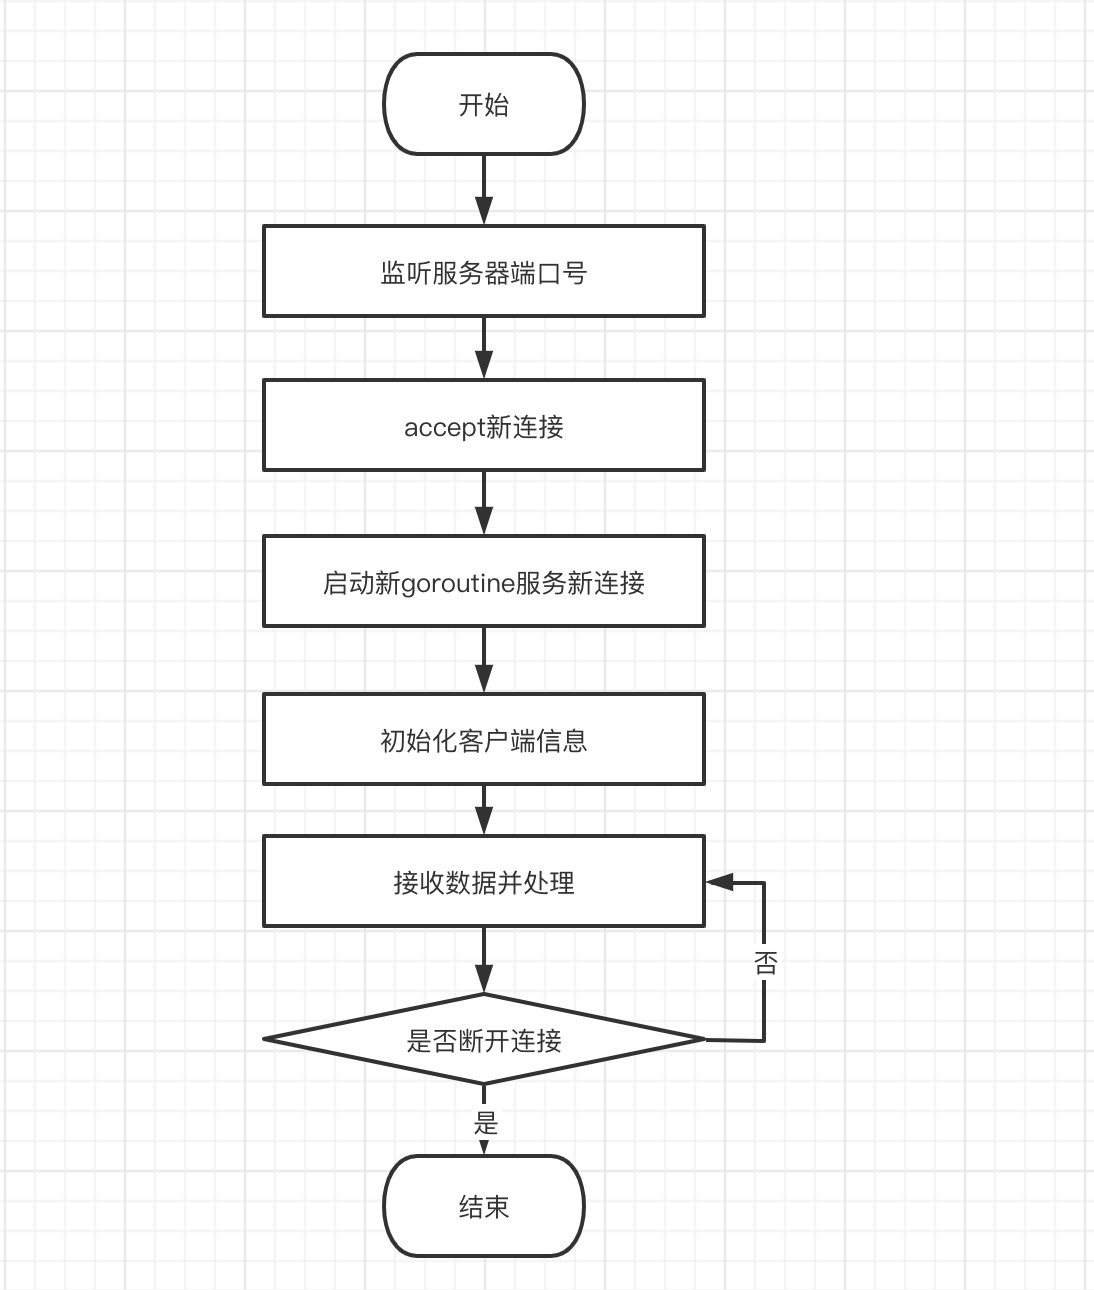 开始
监听服务器端口号
accept新连接
启动新goroutine服务新连接
初始化客户端信息
接收数据并处理
否
是否断开连接
是
结束